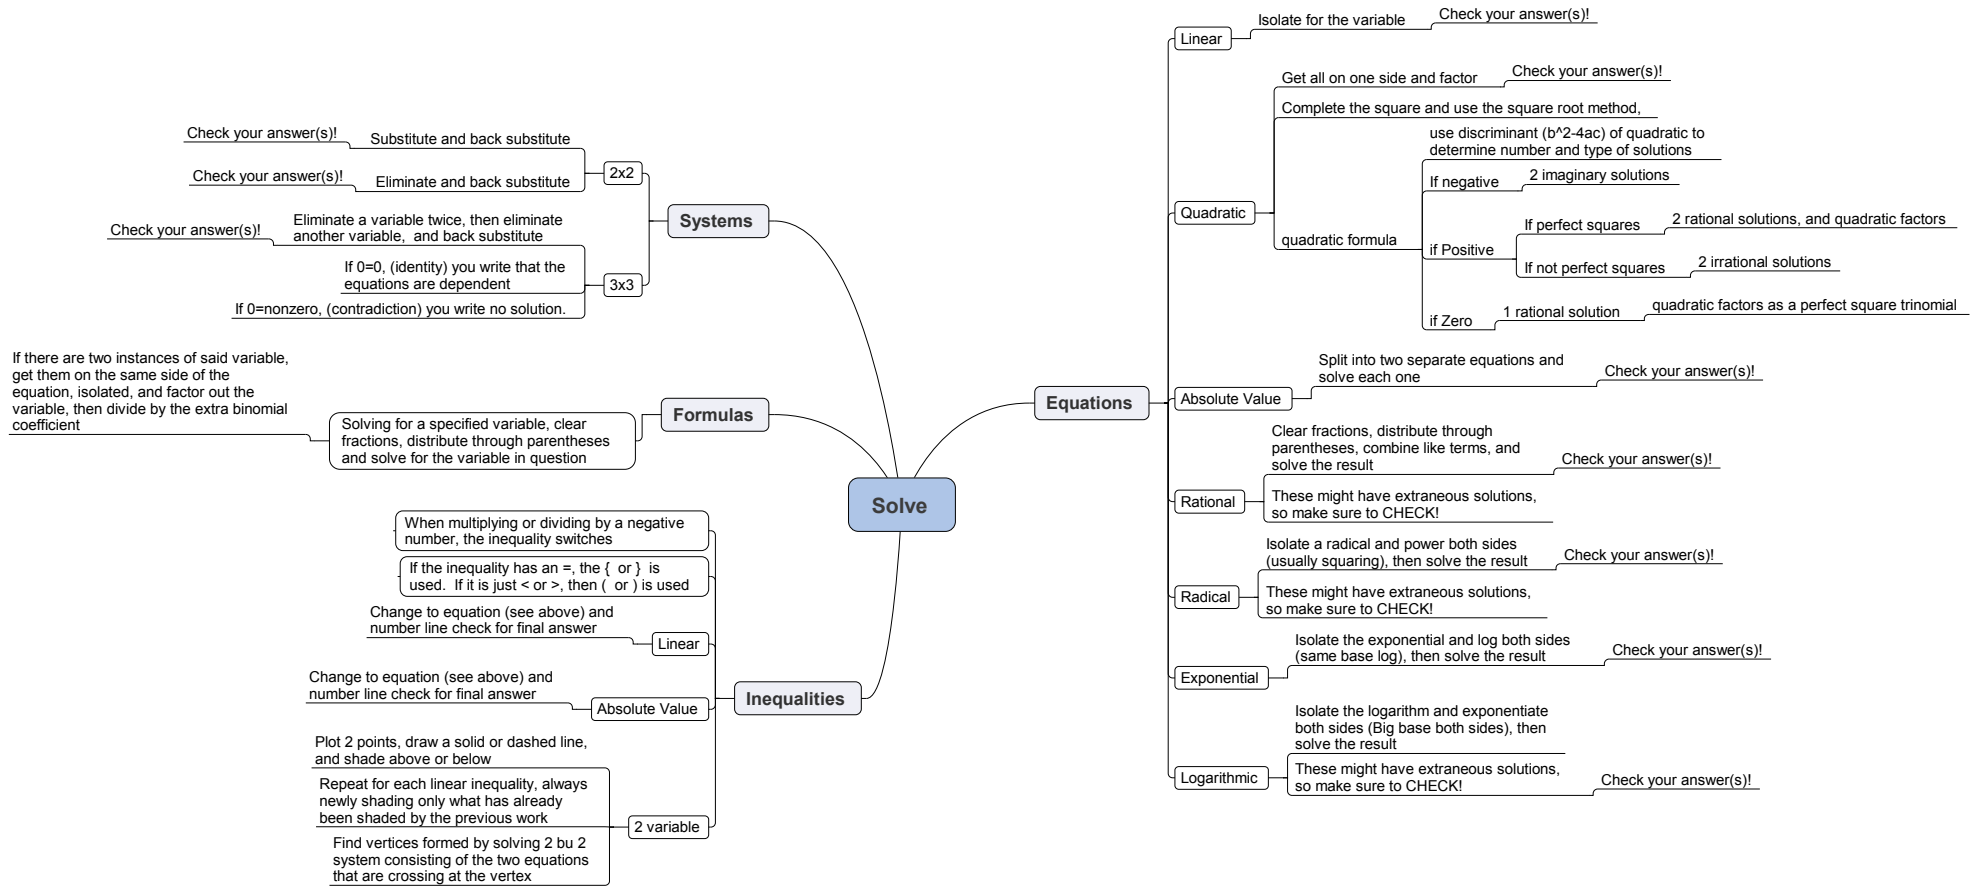 Solve
Equations
Linear
Isolate for the variable
Check your answer(s)!
Quadratic
Get all on one side and factor
Check your answer(s)!
Complete the square and use the square root method,
quadratic formula
use discriminant (b^2-4ac) of quadratic to
determine number and type of solutions
If negative
2 imaginary solutions
if Positive
If perfect squares
2 rational solutions, and quadratic factors
If not perfect squares
2 irrational solutions
if Zero
1 rational solution
quadratic factors as a perfect square trinomial
Absolute Value
Split into two separate equations and
solve each one
Check your answer(s)!
Rational
Clear fractions, distribute through
parentheses, combine like terms, and
solve the result
Check your answer(s)!
These might have extraneous solutions,
so make sure to CHECK!
Radical
Isolate a radical and power both sides
(usually squaring), then solve the result
Check your answer(s)!
These might have extraneous solutions,
so make sure to CHECK!
Exponential
Isolate the exponential and log both sides
(same base log), then solve the result
Check your answer(s)!
Logarithmic
Isolate the logarithm and exponentiate
both sides (Big base both sides), then
solve the result
These might have extraneous solutions,
so make sure to CHECK!
Check your answer(s)!
Systems
2x2
Substitute and back substitute
Check your answer(s)!
Eliminate and back substitute
Check your answer(s)!
3x3
Eliminate a variable twice, then eliminate
another variable,  and back substitute
Check your answer(s)!
If 0=0, (identity) you write that the
equations are dependent
If 0=nonzero, (contradiction) you write no solution.
Formulas
Solving for a specified variable, clear
fractions, distribute through parentheses
and solve for the variable in question
If there are two instances of said variable,
get them on the same side of the
equation, isolated, and factor out the
variable, then divide by the extra binomial
coefficient
Inequalities
When multiplying or dividing by a negative
number, the inequality switches
If the inequality has an =, the {  or }  is
used.  If it is just < or >, then (  or ) is used
Linear
Change to equation (see above) and
number line check for final answer
Absolute Value
Change to equation (see above) and
number line check for final answer
2 variable
Plot 2 points, draw a solid or dashed line,
and shade above or below
Repeat for each linear inequality, always
newly shading only what has already
been shaded by the previous work
Find vertices formed by solving 2 bu 2
system consisting of the two equations
that are crossing at the vertex